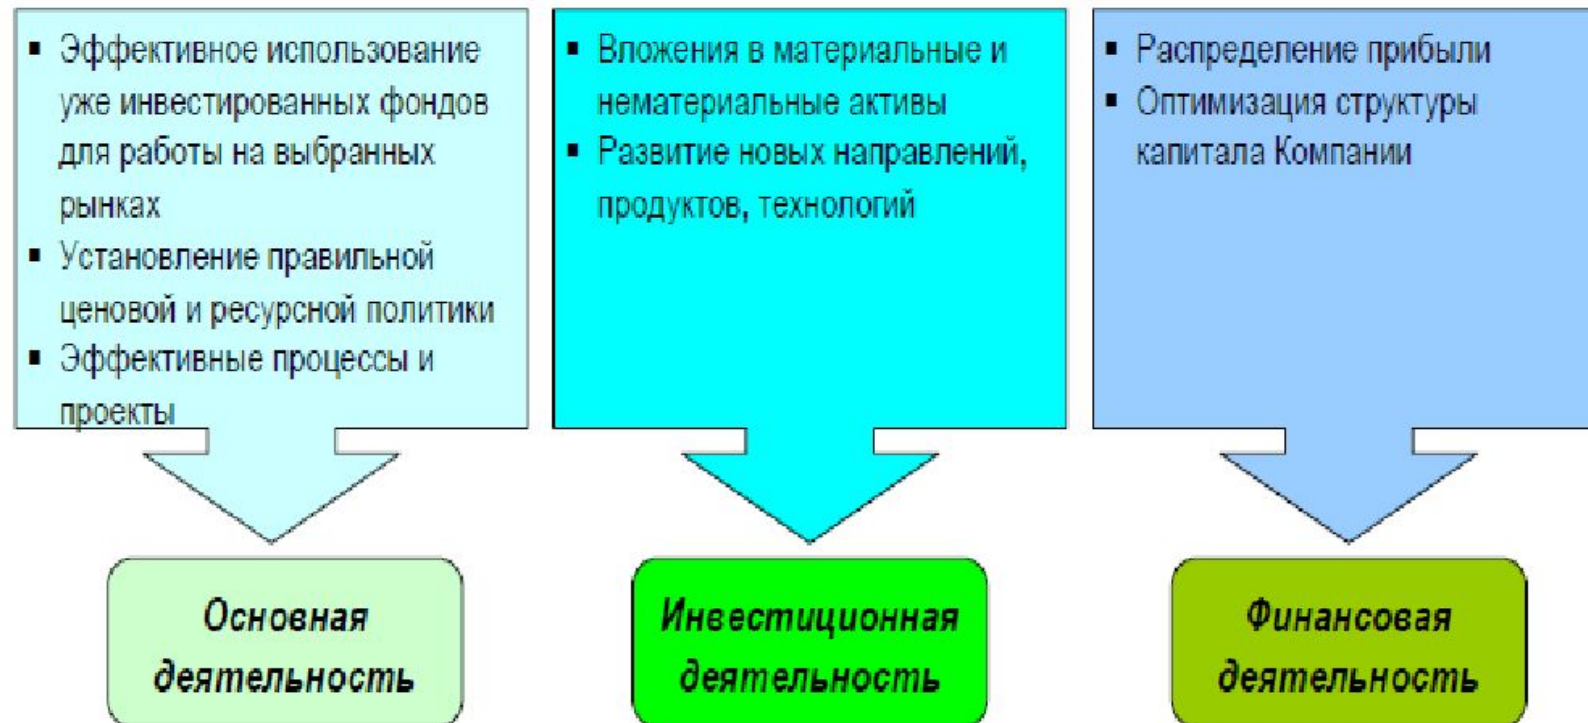 ▪ Эффективное использование
уже инвестированных фондов
для работы на выбранных
рынках
▪ Установление правильной
ценовой и ресурсной политики
▪ Эффективные процессы и
проекты
▪ Вложения в материальные и
нематериальные активы
▪ Развитие новых направлений,
продуктов, технологий
▪ Распределение прибыли
▪ Оптимизация структуры
капитала Компании
Основная
деятельность
Инвестиционная
деятельность
Финансовая
деятельность